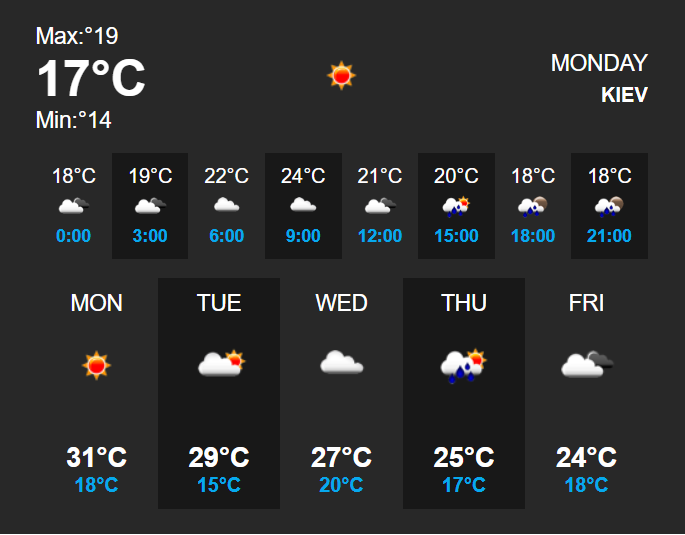 Max:°19
17°C
Min:°14
MONDAY
KIEV
18°C 19°C 22°C 24°C 21°C 20°C 18°C 18°C
0:00 3:00 6:00 9:00 12:00 15:00 18:00 21:00
MON TUE WED THU FRI
31°C 29°C 27°C 25°C 24°C
18°C 15°C 20°C 17°C 18°C